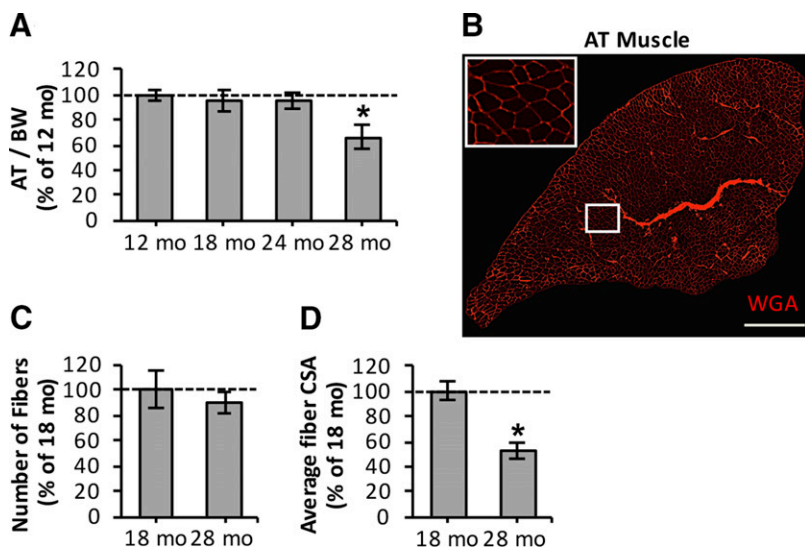 A
AT / BW
(% of 12 mo)
120
100
80
60
40
20
0
*
12 mo 18 mo 24 mo 28 mo
B
AT Muscle
WGA
C
Number of Fibers
(% of 18 mo)
120
100
80
60
40
20
0
18 mo 28 mo
D
Average fiber CSA
(% of 18 mo)
120
100
80
60
40
20
0
*
18 mo 28 mo